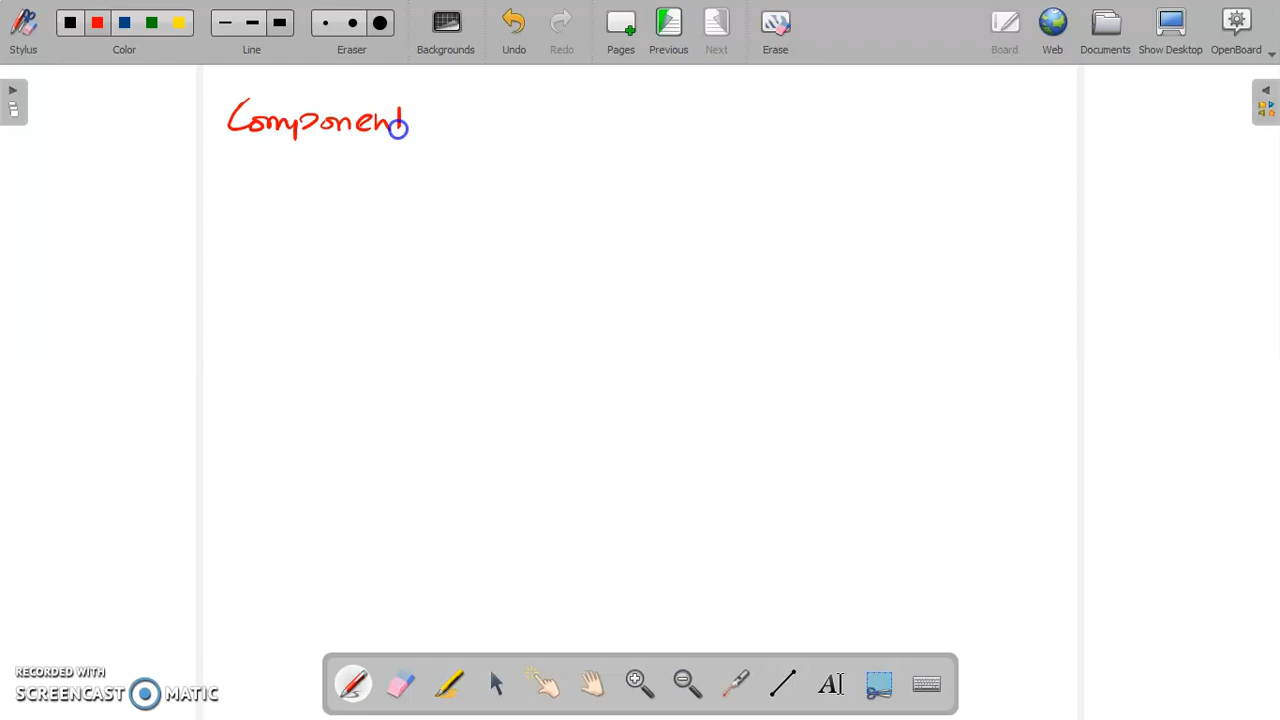 Stylus Color Line Eraser Backgrounds Undo Redo Pages Previous Next Erase Board Web Documents Show Desktop OpenBoard
Component
RECORDED WITH
SCREENCAST MATIC